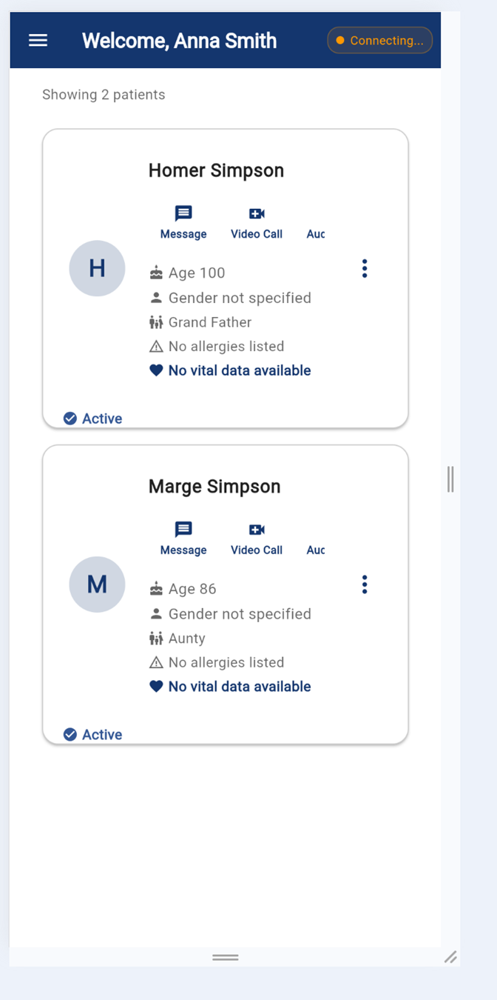 Welcome, Anna Smith
Connecting...
Showing 2 patients
Homer Simpson
Message Video Call Auc
H
Age 100
Gender not specified
Grand Father
No allergies listed
No vital data available
Active
Marge Simpson
Message Video Call Auc
M
Age 86
Gender not specified
Aunty
No allergies listed
No vital data available
Active